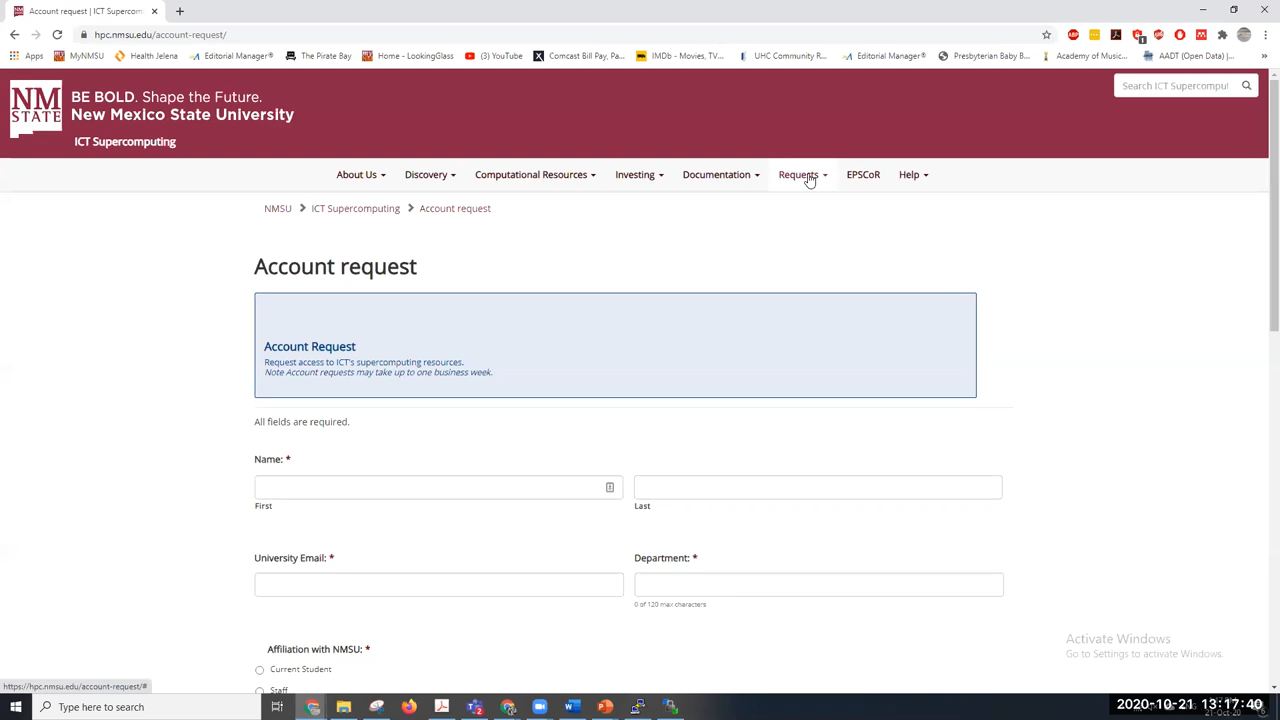 Account request | ICT Supercom
hpc.nmsu.edu/account-request/
Apps MyNMSU Health Jelena Editorial Manager® The Pirate Bay Home - LookingGlass (3) YouTube Comcast Bill Pay, Pa... IMDb - Movies, TV... UHC Community R... Editorial Manager® Presbyterian Baby B... Academy of Music... AADT (Open Data) |... »
NM
STATE
BE BOLD. Shape the Future.
New Mexico State University
ICT Supercomputing
Search ICT Supercomput
About Us Discovery Computational Resources Investing Documentation Requests EPSCoR Help
NMSU ICT Supercomputing Account request
Account request
Account Request
Request access to ICT's supercomputing resources.
Note Account requests may take up to one business week.
All fields are required.
Name: *
First Last
University Email: * Department: *
0 of 120 max characters
Affiliation with NMSU: *
Current Student
Staff
Activate Windows
Go to Settings to activate Windows.
https://hpc.nmsu.edu/account-request/#
Type here to search
2020-10-21 13:17:40
21-Oct-20